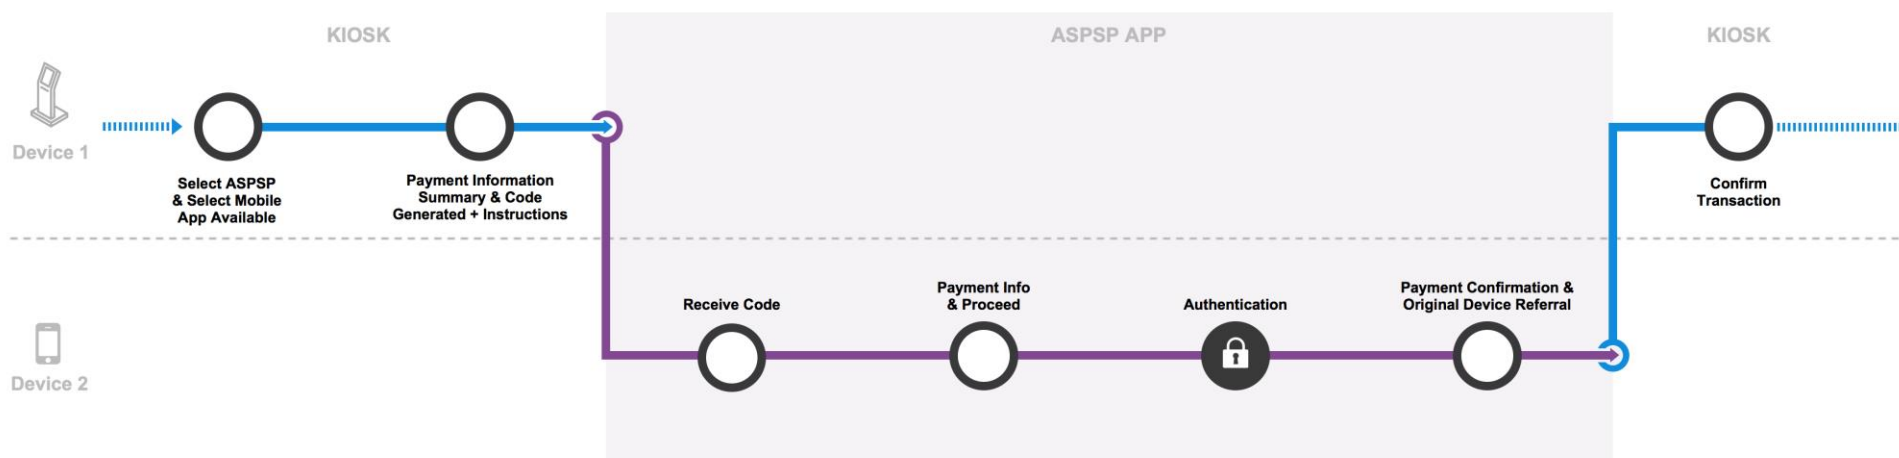 KIOSK
ASPSP APP
KIOSK
Device 1
Select ASPSP
& Select Mobile
App Available
Payment Information
Summary & Code
Generated + Instructions
Confirm
Transaction
Receive Code
Payment Info
& Proceed
Authentication
Payment Confirmation &
Original Device Referral
Device 2